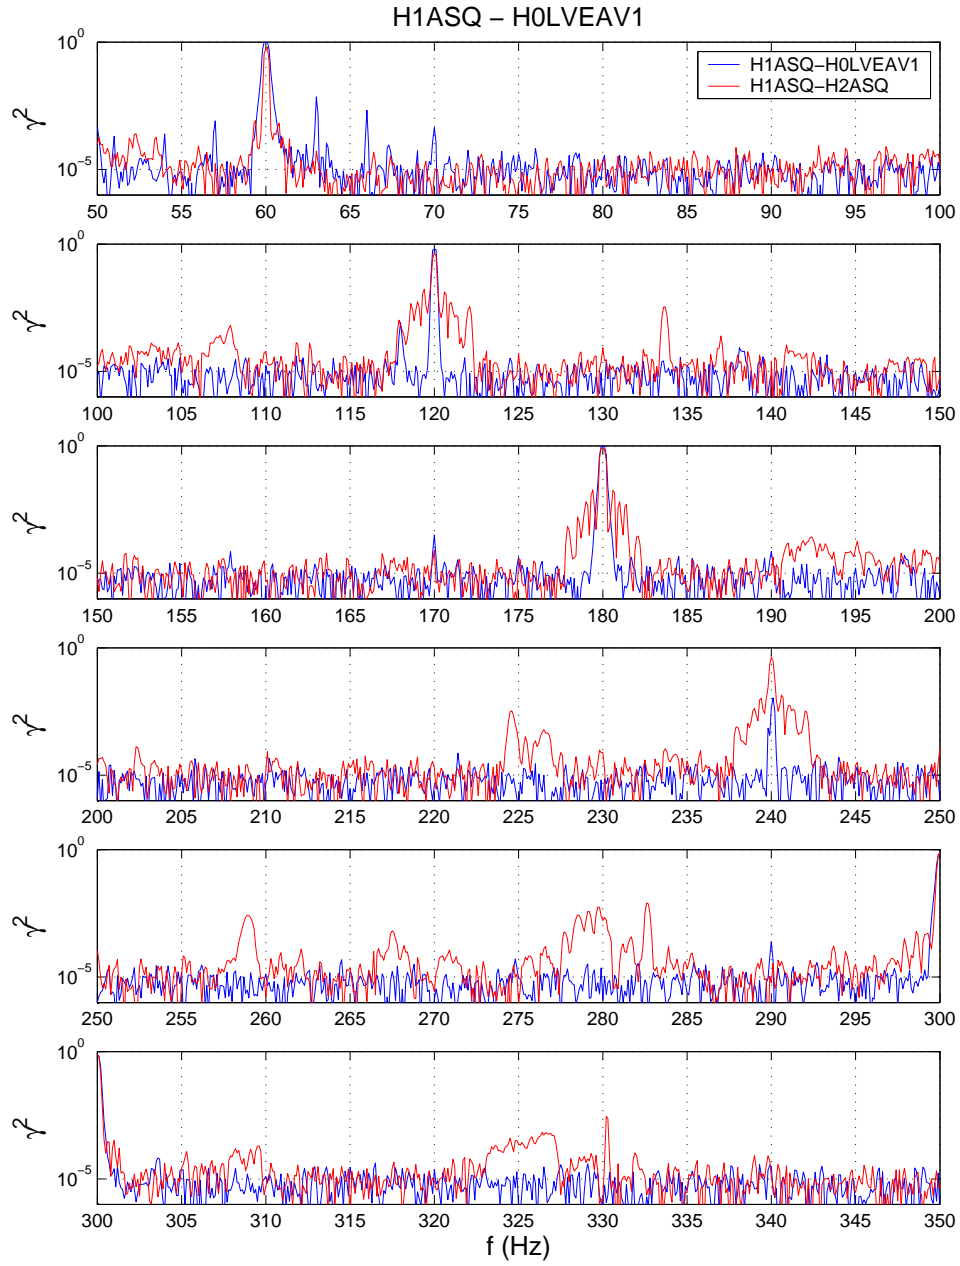 H1ASQ − H0LVEAV1
H1ASQ−H0LVEAV1
H1ASQ−H2ASQ
10^0
10^-5
γ^2
50 55 60 65 70 75 80 85 90 95 100
10^0
10^-5
γ^2
100 105 110 115 120 125 130 135 140 145 150
10^0
10^-5
γ^2
150 155 160 165 170 175 180 185 190 195 200
10^0
10^-5
γ^2
200 205 210 215 220 225 230 235 240 245 250
10^0
10^-5
γ^2
250 255 260 265 270 275 280 285 290 295 300
10^0
10^-5
γ^2
300 305 310 315 320 325 330 335 340 345 350
f (Hz)